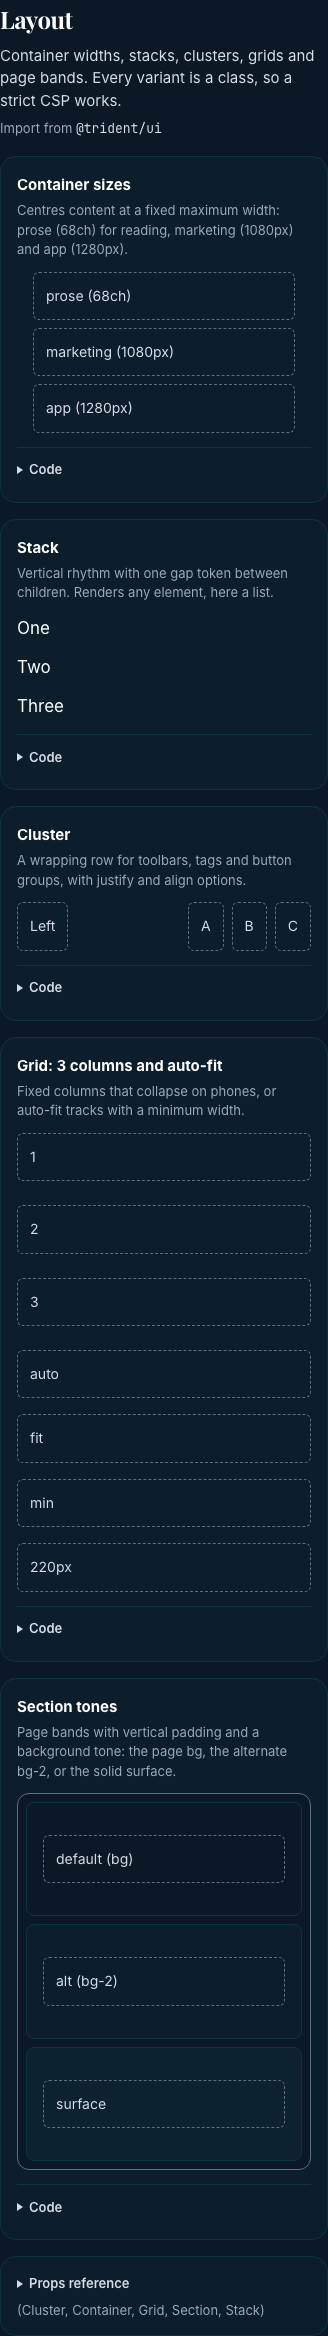 Layout
Container widths, stacks, clusters, grids and
page bands. Every variant is a class, so a
strict CSP works.
Import from @trident/ui
Container sizes
Centres content at a fixed maximum width:
prose (68ch) for reading, marketing (1080px)
and app (1280px).
prose (68ch)
marketing (1080px)
app (1280px)
Code
Stack
Vertical rhythm with one gap token between
children. Renders any element, here a list.
One
Two
Three
Code
Cluster
A wrapping row for toolbars, tags and button
groups, with justify and align options.
Left A B C
Code
Grid: 3 columns and auto-fit
Fixed columns that collapse on phones, or
auto-fit tracks with a minimum width.
1
2
3
auto
fit
min
220px
Code
Section tones
Page bands with vertical padding and a
background tone: the page bg, the alternate
bg-2, or the solid surface.
default (bg)
alt (bg-2)
surface
Code
Props reference
(Cluster, Container, Grid, Section, Stack)